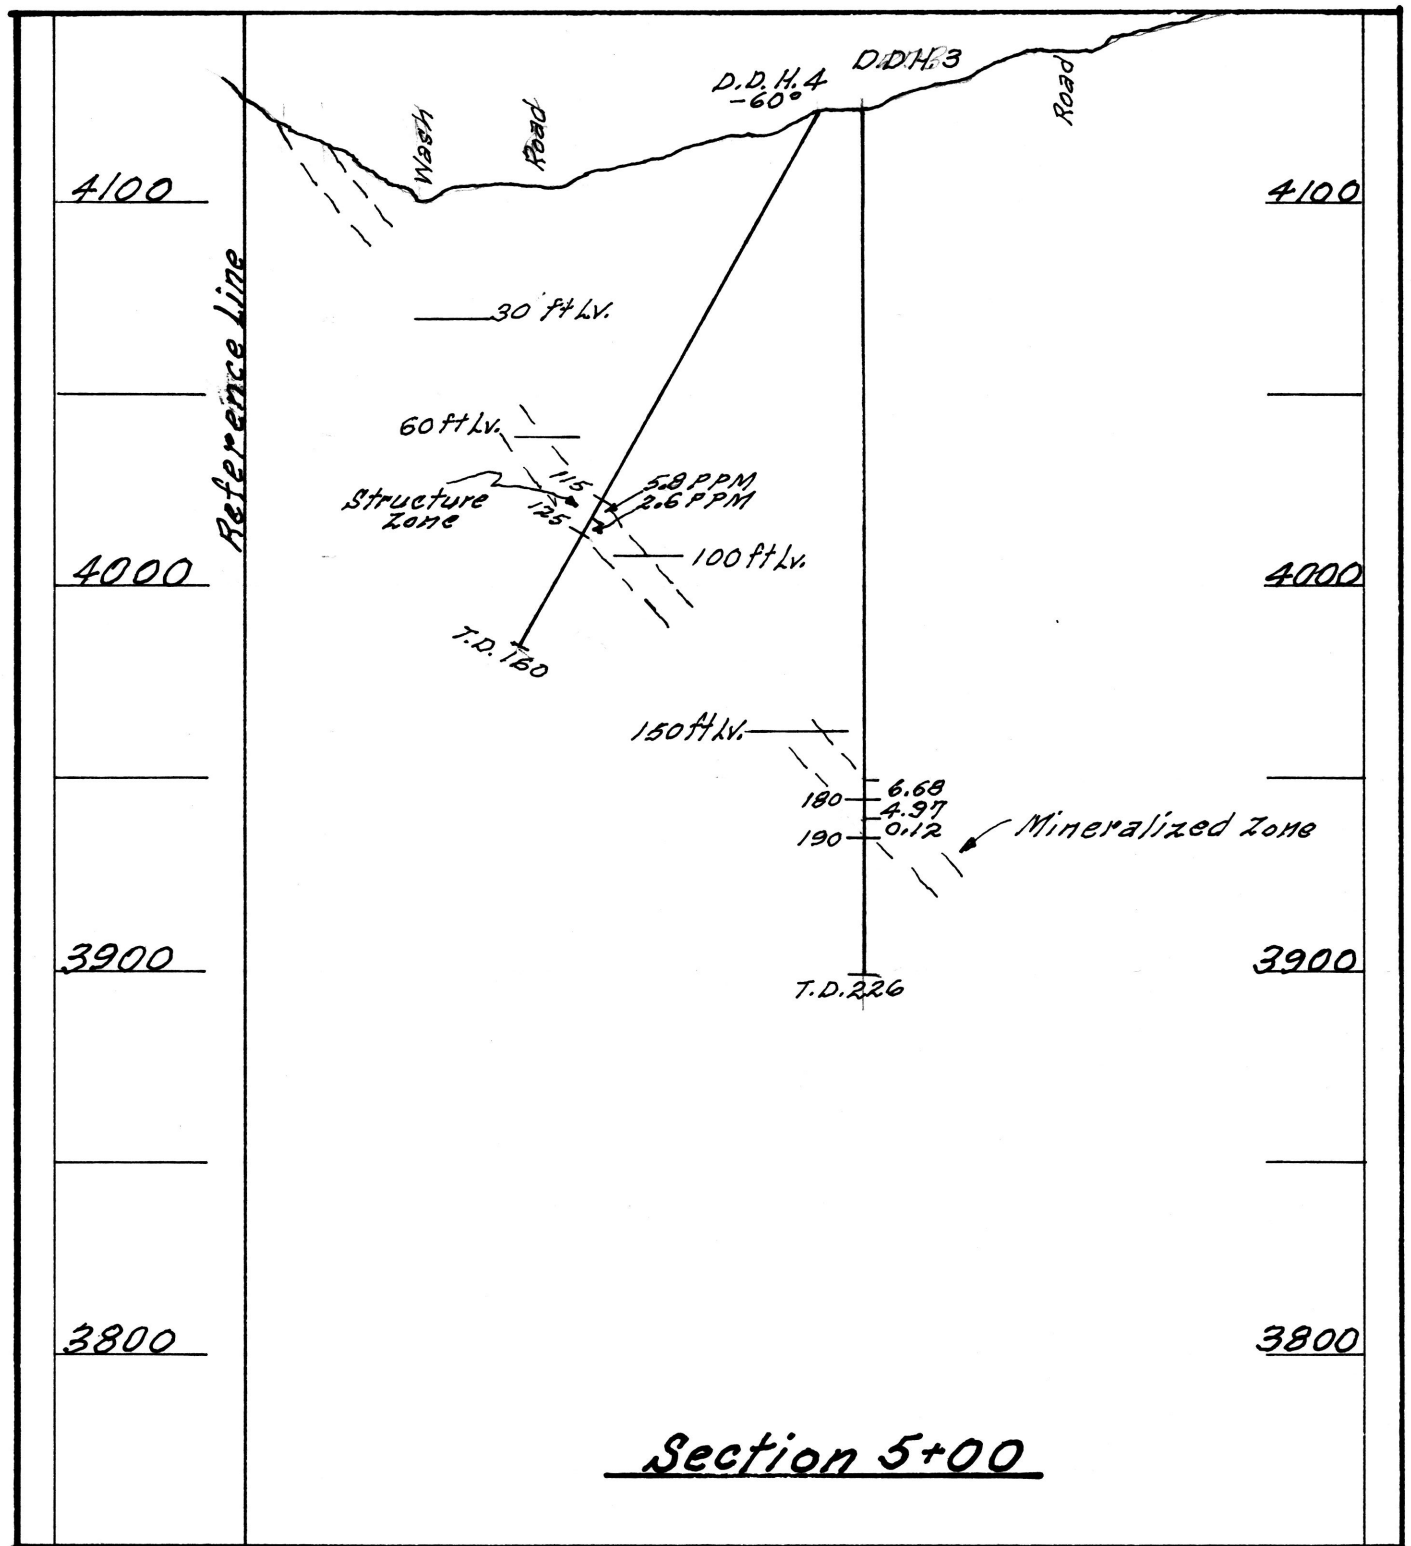 D.D.H.4
-60°
D.D.H.3
Wash
Road
Road
4100
4100
Reference Line
30 ft Lv.
60 ft Lv.
115
5.8 PPM
2.6 PPM
Structure
Zone
125
100 ft Lv.
4000
4000
T.D. 160
150 ft Lv.
6.68
180
4.97
0.12
190
Mineralized Zone
3900
3900
T.D. 226
3800
3800
Section 5+00